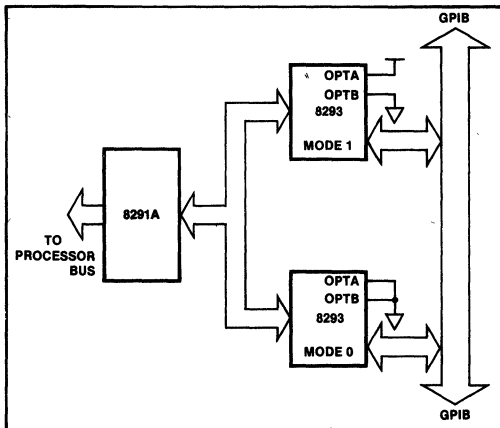 GPIB
OPTA
OPTB
8293
MODE 1
8291A
TO
PROCESSOR
BUS
OPTA
OPTB
8293
MODE 0
GPIB